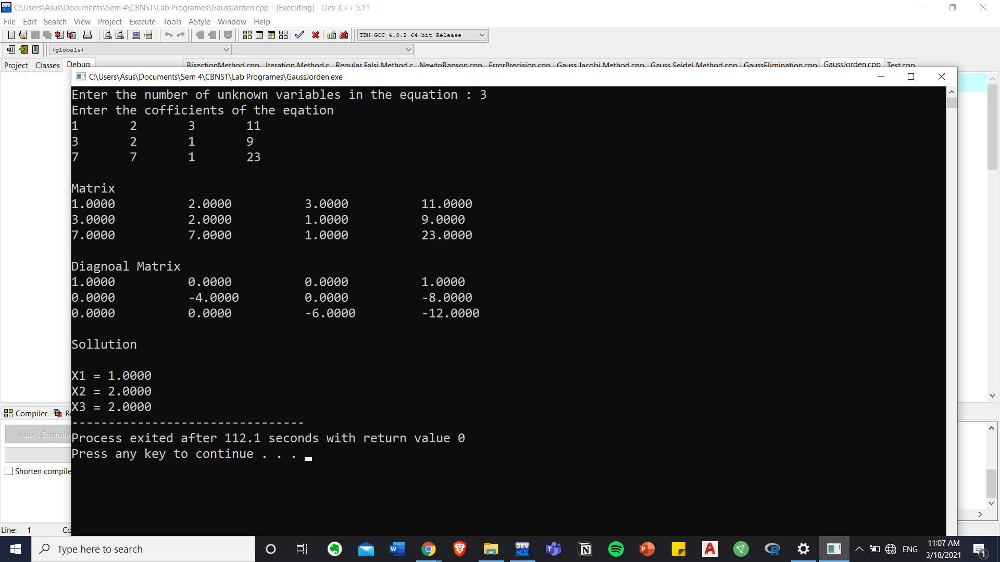 C:\Users\Asus\Documents\Sem 4\CBNST\Lab Programes\GaussJorden.cpp - [Executing] - Dev-C++ 5.11
File Edit Search View Project Execute Tools AStyle Window Help
TDM-GCC 4.9.2 64-bit Release
(globals)
Project Classes Debug BisectionMethod.cpp Iteration Method.c Regular Falsi Method.c NewtoRapson.cpp ErrorPrecision.cpp Gauss Jacobi Method.cpp Gauss Seidel Method.cpp GaussElimination.cpp GaussJorden.cpp Test.cpp
C:\Users\Asus\Documents\Sem 4\CBNST\Lab Programes\GaussJorden.exe
Enter the number of unknown variables in the equation : 3
Enter the cofficients of the eqation
1 2 3 11
3 2 1 9
7 7 1 23
Matrix
1.0000 2.0000 3.0000 11.0000
3.0000 2.0000 1.0000 9.0000
7.0000 7.0000 1.0000 23.0000
Diagnoal Matrix
1.0000 0.0000 0.0000 1.0000
0.0000 -4.0000 0.0000 -8.0000
0.0000 0.0000 -6.0000 -12.0000
Sollution
X1 = 1.0000
X2 = 2.0000
X3 = 2.0000
--------------------------------
Process exited after 112.1 seconds with return value 0
Press any key to continue . . .
Compiler Re
Abort Compila
Shorten compile
Line: 1 Co
Type here to search
ENG
11:07 AM
3/18/2021
1